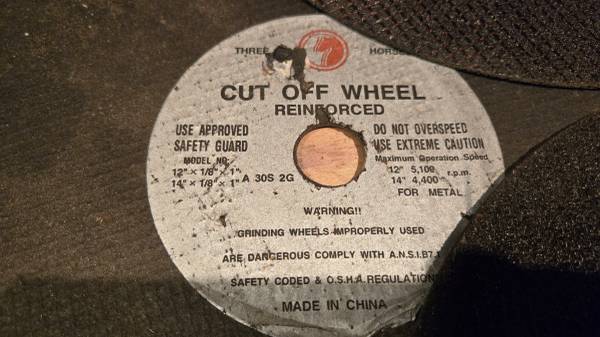 THREE HORSE
CUT OFF WHEEL
REINFORCED
USE APPROVED
SAFETY GUARD
MODEL NO.
12" × 1/8" × 1"
14" × 1/8" × 1" A 30S 2G
DO NOT OVERSPEED
USE EXTREME CAUTION
Maximum Operation Speed
12" 5,100
14" 4,400 r.p.m.
FOR METAL
WARNING!!
GRINDING WHEELS IMPROPERLY USED
ARE DANGEROUS COMPLY WITH A.N.S.I.B7.1
SAFETY CODED & O.S.H.A. REGULATION
MADE IN CHINA